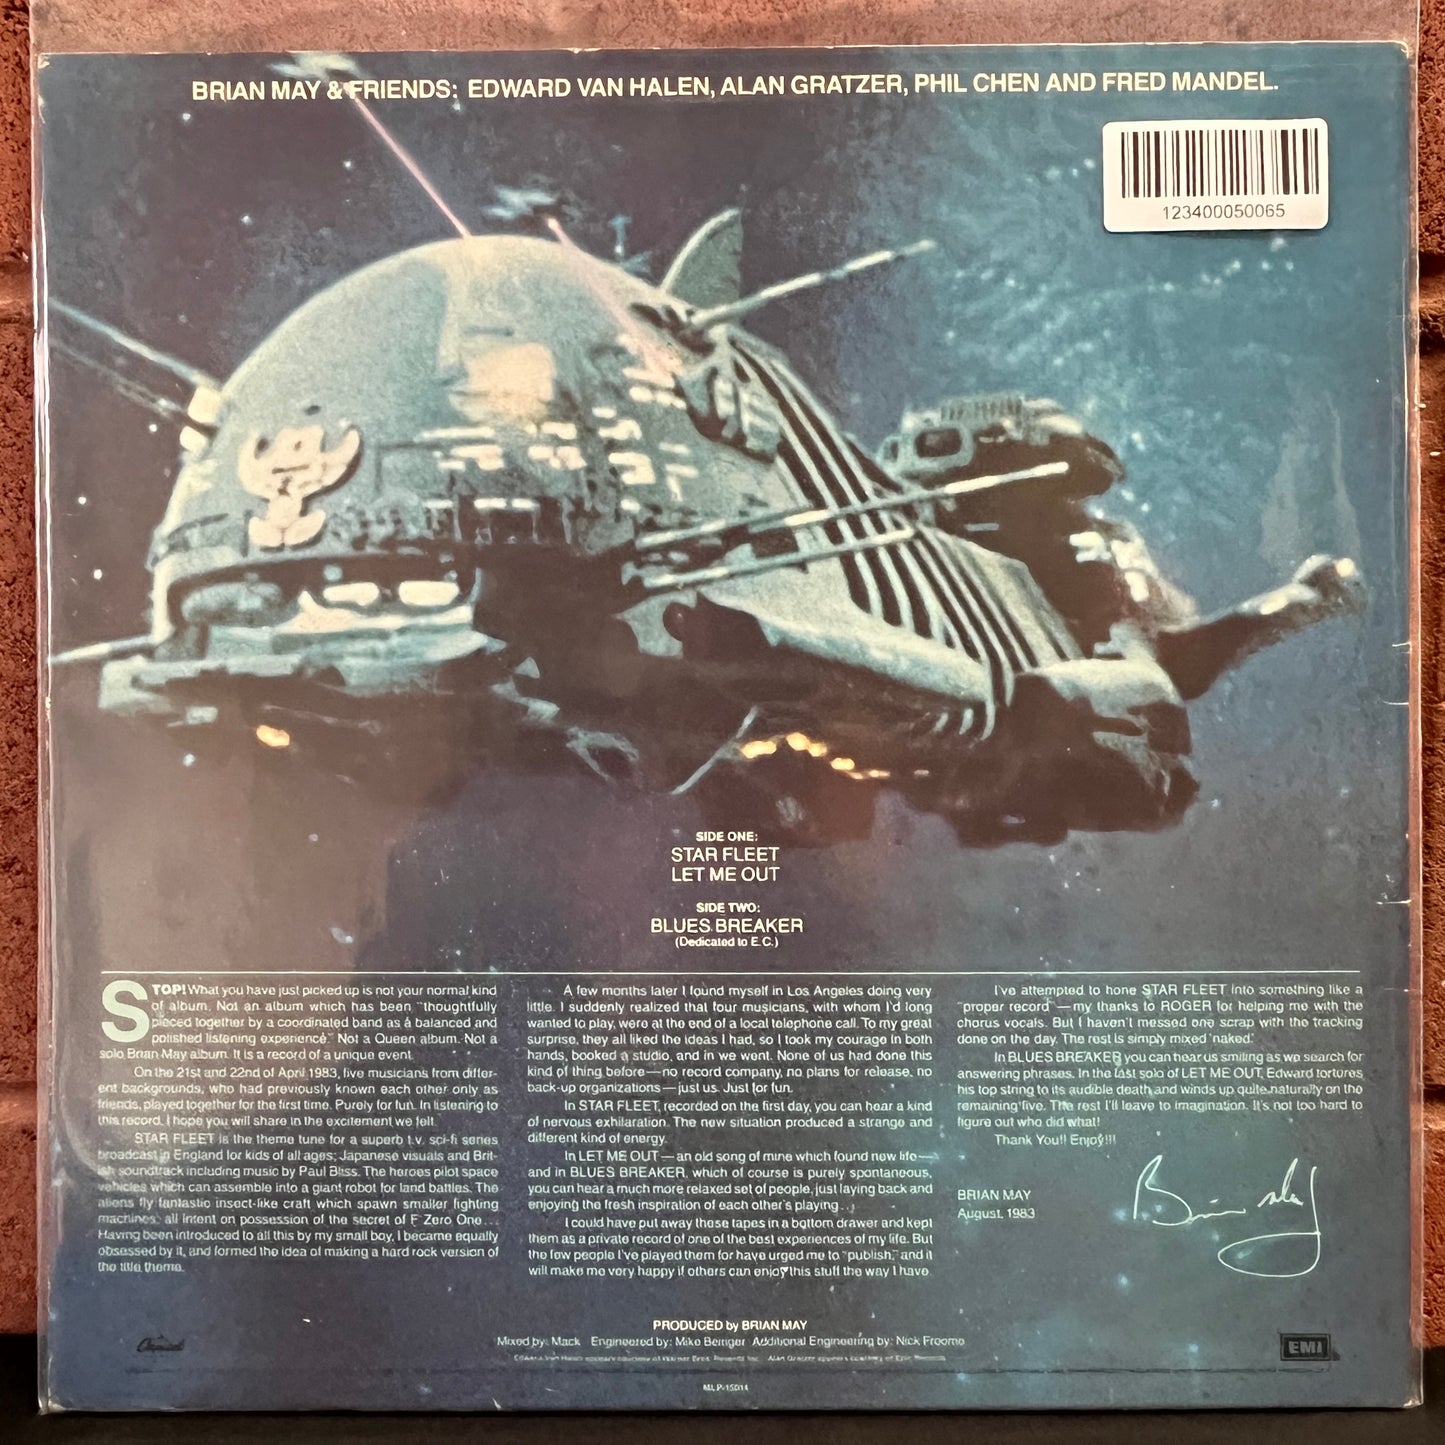 BRIAN MAY & FRIENDS: EDWARD VAN HALEN, ALAN GRATZER, PHIL CHEN AND FRED MANDEL.
123400050065
SIDE ONE:
STAR FLEET
LET ME OUT
SIDE TWO:
BLUES BREAKER
(Dedicated to E.C.)
STOP! What you have just picked up is not your normal kind
of album. Not an album which has been "thoughtfully
pieced together by a coordinated band as a balanced and
polished listening experience." Not a Queen album. Not a
solo Brian May album. It is a record of a unique event.
On the 21st and 22nd of April 1983, five musicians from differ-
ent backgrounds, who had previously known each other only as
friends, played together for the first time. Purely for fun. In listening to
this record, I hope you will share in the excitement we felt.
STAR FLEET is the theme tune for a superb t.v. sci-fi series
broadcast in England for kids of all ages; Japanese visuals and Brit-
ish soundtrack including music by Paul Bliss. The heroes pilot space
vehicles which can assemble into a giant robot for land battles. The
aliens fly fantastic insect-like craft which spawn smaller fighting
machines: all intent on possession of the secret of F Zero One...
Having been introduced to all this by my small boy, I became equally
obsessed by it, and formed the idea of making a hard rock version of
the title theme.
A few months later I found myself in Los Angeles doing very
little. I suddenly realized that four musicians, with whom I'd long
wanted to play, were at the end of a local telephone call. To my great
surprise, they all liked the ideas I had, so I took my courage in both
hands, booked a studio, and in we went. None of us had done this
kind of thing before—no record company, no plans for release, no
back-up organizations—just us. Just for fun.
In STAR FLEET, recorded on the first day, you can hear a kind
of nervous exhilaration. The new situation produced a strange and
different kind of energy.
In LET ME OUT—an old song of mine which found new life—
and in BLUES BREAKER, which of course is purely spontaneous,
you can hear a much more relaxed set of people, just laying back and
enjoying the fresh inspiration of each other's playing...
I could have put away these tapes in a bottom drawer and kept
them as a private record of one of the best experiences of my life. But
the few people I've played them for have urged me to "publish," and it
will make me very happy if others can enjoy this stuff the way I have.
I've attempted to hone STAR FLEET into something like a
"proper record"—my thanks to ROGER for helping me with the
chorus vocals. But I haven't messed one scrap with the tracking
done on the day. The rest is simply mixed 'naked.'
In BLUES BREAKER you can hear us smiling as we search for
answering phrases. In the last solo of LET ME OUT, Edward tortures
his top string to its audible death and winds up quite naturally on the
remaining five. The rest I'll leave to imagination. It's not too hard to
figure out who did what!
Thank You!! Enjoy!!!
BRIAN MAY
August, 1983
Brian May
PRODUCED by BRIAN MAY
Mixed by: Mack Engineered by: Mike Beiriger Additional Engineering by: Nick Froome
Edward Van Halen appears courtesy of Warner Bros. Records Inc. Alan Gratzer appears courtesy of Epic Records
Capitol
EMI
MLP-15014